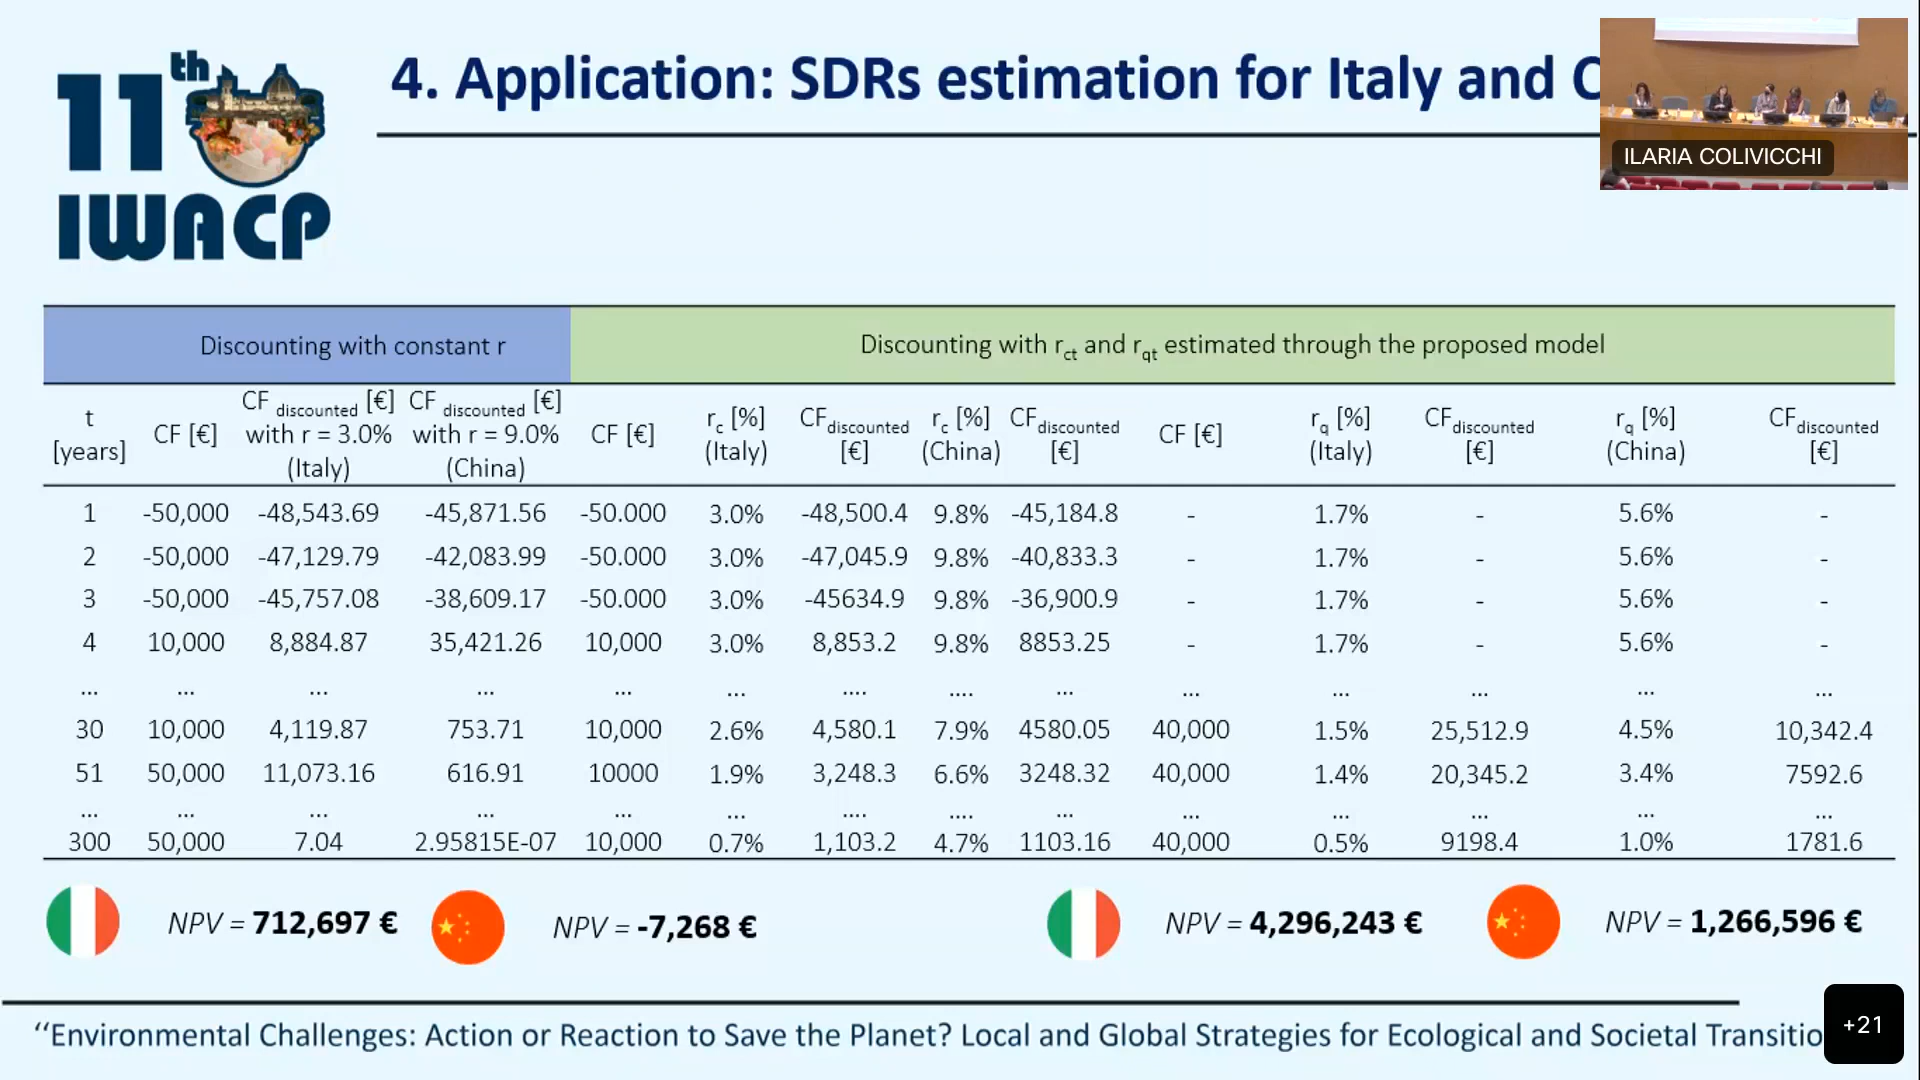 11th
IWACP
4. Application: SDRs estimation for Italy and C
ILARIA COLIVICCHI
Discounting with constant r
Discounting with rct and rqt estimated through the proposed model
t [years] CF [€] CF discounted [€] with r = 3.0% (Italy) CF discounted [€] with r = 9.0% (China) CF [€] rc [%] (Italy) CFdiscounted [€] rc [%] (China) CFdiscounted [€] CF [€] rq [%] (Italy) CFdiscounted [€] rq [%] (China) CFdiscounted [€]
1 -50,000 -48,543.69 -45,871.56 -50.000 3.0% -48,500.4 9.8% -45,184.8 - 1.7% - 5.6% -
2 -50,000 -47,129.79 -42,083.99 -50.000 3.0% -47,045.9 9.8% -40,833.3 - 1.7% - 5.6% -
3 -50,000 -45,757.08 -38,609.17 -50.000 3.0% -45634.9 9.8% -36,900.9 - 1.7% - 5.6% -
4 10,000 8,884.87 35,421.26 10,000 3.0% 8,853.2 9.8% 8853.25 - 1.7% - 5.6% -
... ... ... ... ... ... .... .... ... ... ... ... ... ...
30 10,000 4,119.87 753.71 10,000 2.6% 4,580.1 7.9% 4580.05 40,000 1.5% 25,512.9 4.5% 10,342.4
51 50,000 11,073.16 616.91 10000 1.9% 3,248.3 6.6% 3248.32 40,000 1.4% 20,345.2 3.4% 7592.6
... ... ... ... ... ... .... .... ... ... ... ... ... ...
300 50,000 7.04 2.95815E-07 10,000 0.7% 1,103.2 4.7% 1103.16 40,000 0.5% 9198.4 1.0% 1781.6
NPV = 712,697 € NPV = -7,268 € NPV = 4,296,243 € NPV = 1,266,596 €
“Environmental Challenges: Action or Reaction to Save the Planet? Local and Global Strategies for Ecological and Societal Transitio
+21